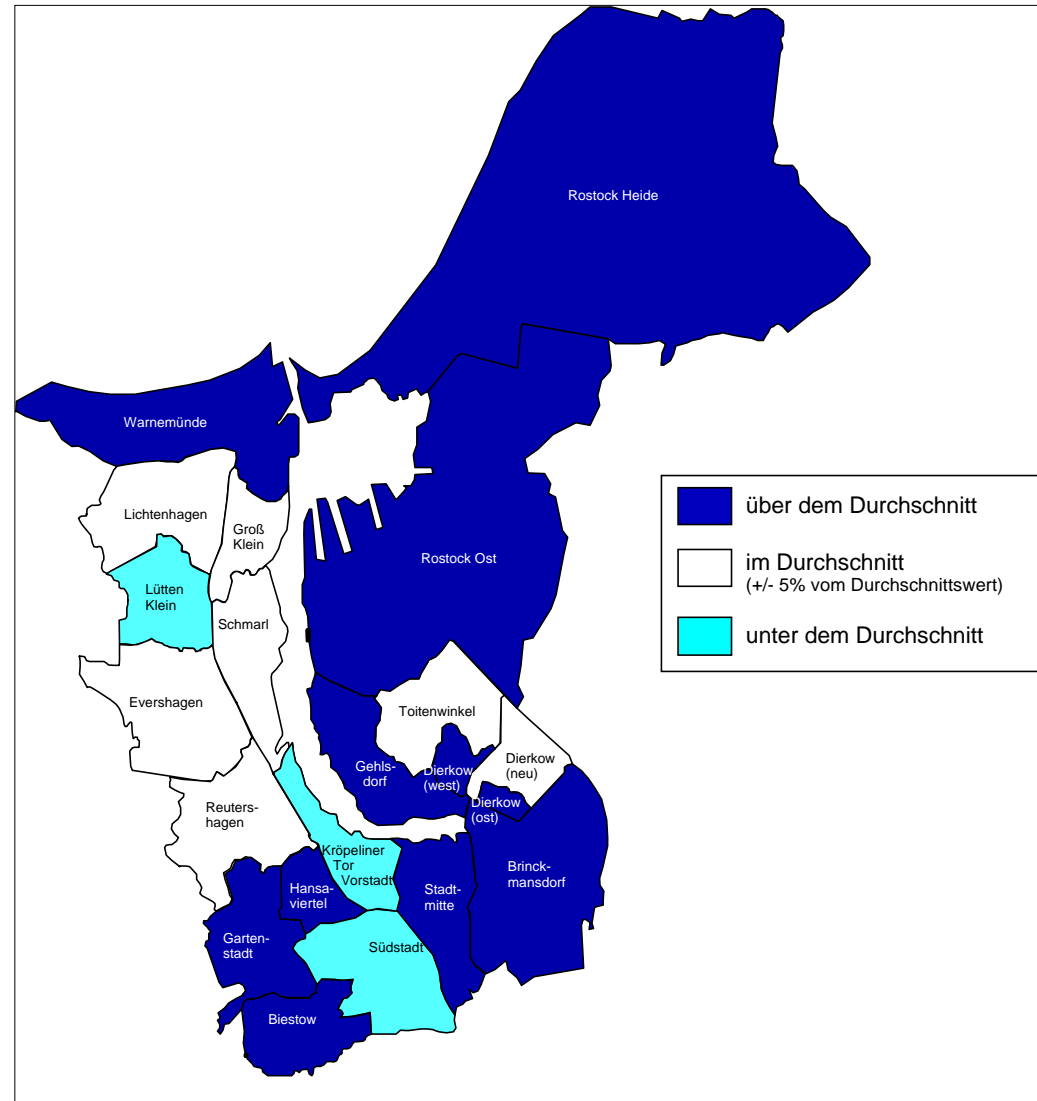 Rostock Heide
Warnemünde
Lichtenhagen
Groß
Klein
Rostock Ost
Lütten
Klein
Schmarl
Evershagen
Toitenwinkel
Gehls-
dorf
Dierkow
(west)
Dierkow
(neu)
Dierkow
(ost)
Reuters-
hagen
Kröpeliner
Tor
Vorstadt
Hansa-
viertel
Stadt-
mitte
Brinck-
mansdorf
Garten-
stadt
Südstadt
Biestow
über dem Durchschnitt
im Durchschnitt
(+/- 5% vom Durchschnittswert)
unter dem Durchschnitt